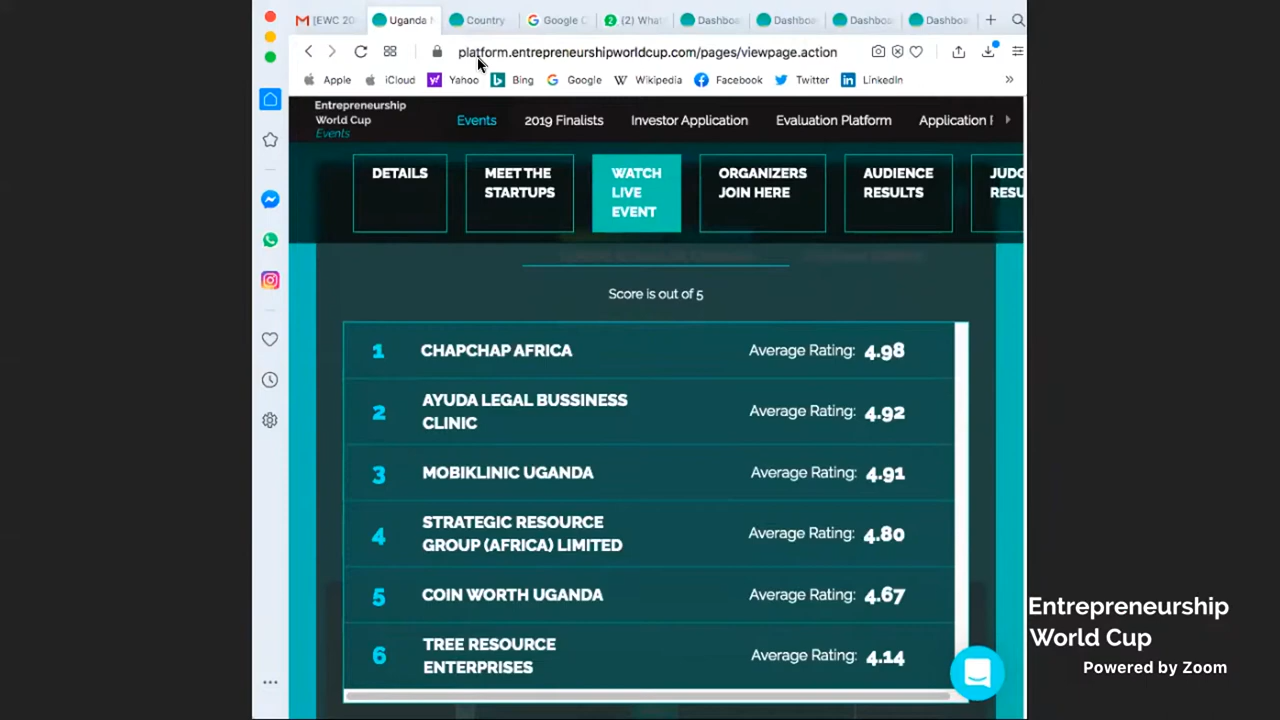 [EWC 20
Uganda
Country
Google C
(2) What
Dashboa
Dashboa
Dashboa
Dashboa
platform.entrepreneurshipworldcup.com/pages/viewpage.action
Apple
iCloud
Yahoo
Bing
Google
Wikipedia
Facebook
Twitter
LinkedIn
Entrepreneurship
World Cup
Events
Events
2019 Finalists
Investor Application
Evaluation Platform
Application F
DETAILS
MEET THE
STARTUPS
WATCH
LIVE
EVENT
ORGANIZERS
JOIN HERE
AUDIENCE
RESULTS
JUDG
RESU
Score is out of 5
1 CHAPCHAP AFRICA Average Rating: 4.98
2 AYUDA LEGAL BUSSINESS
CLINIC Average Rating: 4.92
3 MOBIKLINIC UGANDA Average Rating: 4.91
4 STRATEGIC RESOURCE
GROUP (AFRICA) LIMITED Average Rating: 4.80
5 COIN WORTH UGANDA Average Rating: 4.67
6 TREE RESOURCE
ENTERPRISES Average Rating: 4.14
Entrepreneurship
World Cup
Powered by Zoom